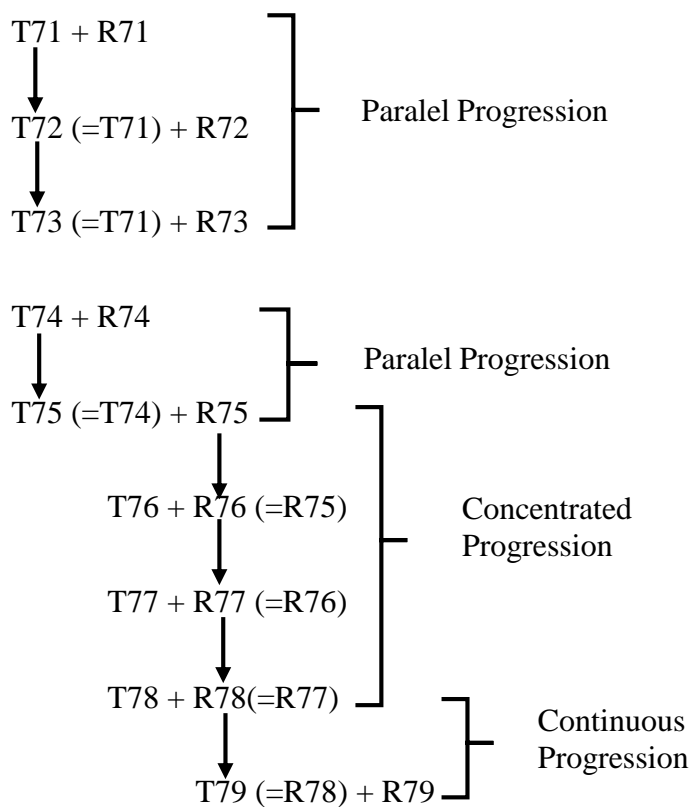 T71 + R71
Paralel Progression
T72 (=T71) + R72
T73 (=T71) + R73
T74 + R74
Paralel Progression
T75 (=T74) + R75
T76 + R76 (=R75)
Concentrated
Progression
T77 + R77 (=R76)
T78 + R78(=R77)
Continuous
Progression
T79 (=R78) + R79